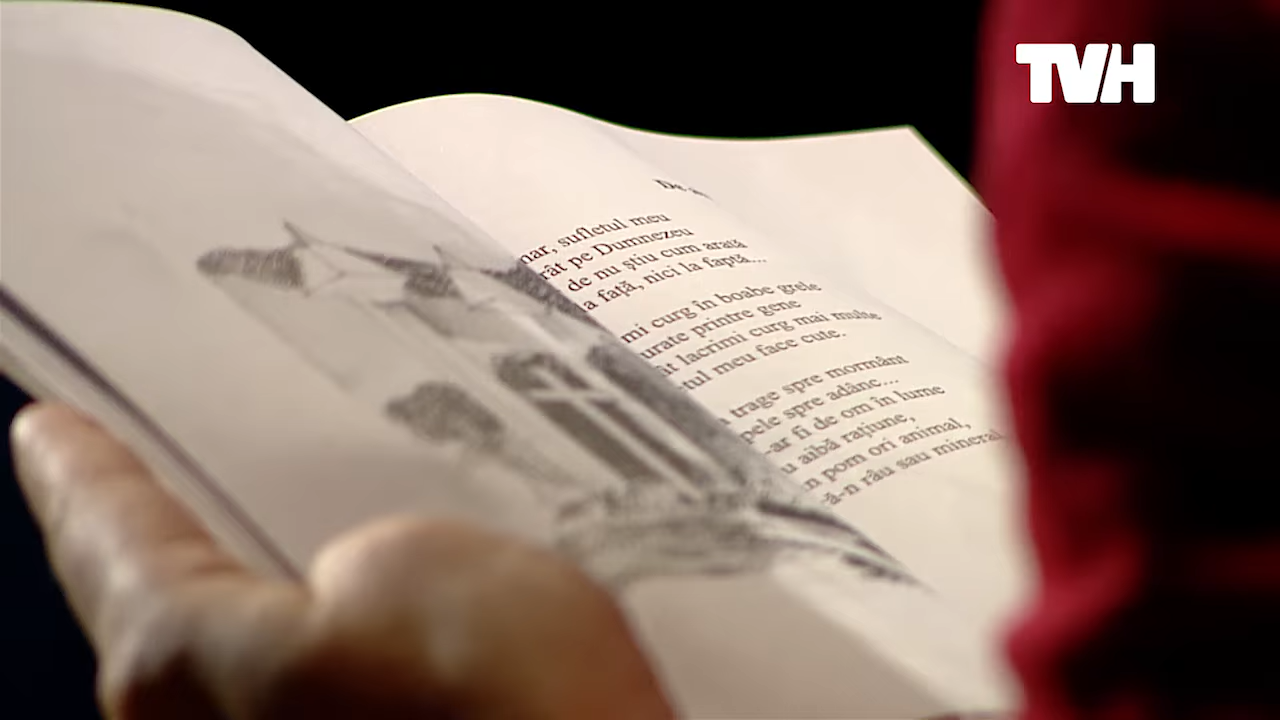 TVH
De-
nar, sufletul meu
rât pe Dumnezeu
de nu știu cum arată
a față, nici la faptă...
mi curg în boabe grele
urate printre gene
ât lacrimi curg mai multe
tul meu face cute.
trage spre mormânt
pele spre adânc...
-ar fi de om în lume
u aibă rațiune,
n pom ori animal,
-ă-n râu sau mineral